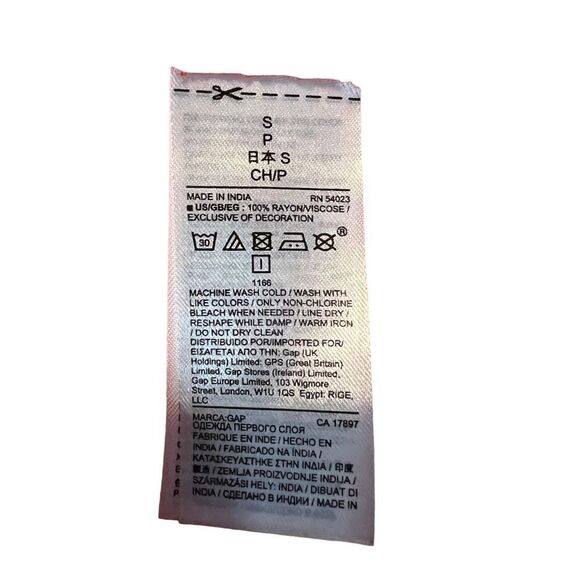 S
P
日本 S
CH/P
MADE IN INDIA RN 54023
■ US/GB/EG : 100% RAYON/VISCOSE /
EXCLUSIVE OF DECORATION
30
®
1166
MACHINE WASH COLD / WASH WITH
LIKE COLORS / ONLY NON-CHLORINE
BLEACH WHEN NEEDED / LINE DRY /
RESHAPE WHILE DAMP / WARM IRON
/ DO NOT DRY CLEAN
DISTRIBUIDO POR/IMPORTED FOR/
ΕΙΣΑΓΕΤΑΙ ΑΠΟ ΤΗΝ: Gap (UK
Holdings) Limited: GPS (Great Britain)
Limited, Gap Stores (Ireland) Limited.
Gap Europe Limited, 103 Wigmore
Street, London, W1U 1QS Egypt: RIGE,
LLC
MARCA:GAP CA 17897
ОДЕЖДА ПЕРВОГО СЛОЯ
FABRIQUE EN INDE / HECHO EN
INDIA / FABRICADO NA ÍNDIA /
ΚΑΤΑΣΚΕΥΑΣΤΗΚΕ ΣΤΗΝ ΙΝΔΙΑ / 印度
製造 / ZEMLJA PROIZVODNJE INDIJA /
SZÁRMAZÁSI HELY: INDIA / DIBUAT DI
INDIA / СДЕЛАНО В ИНДИИ / MADE IN